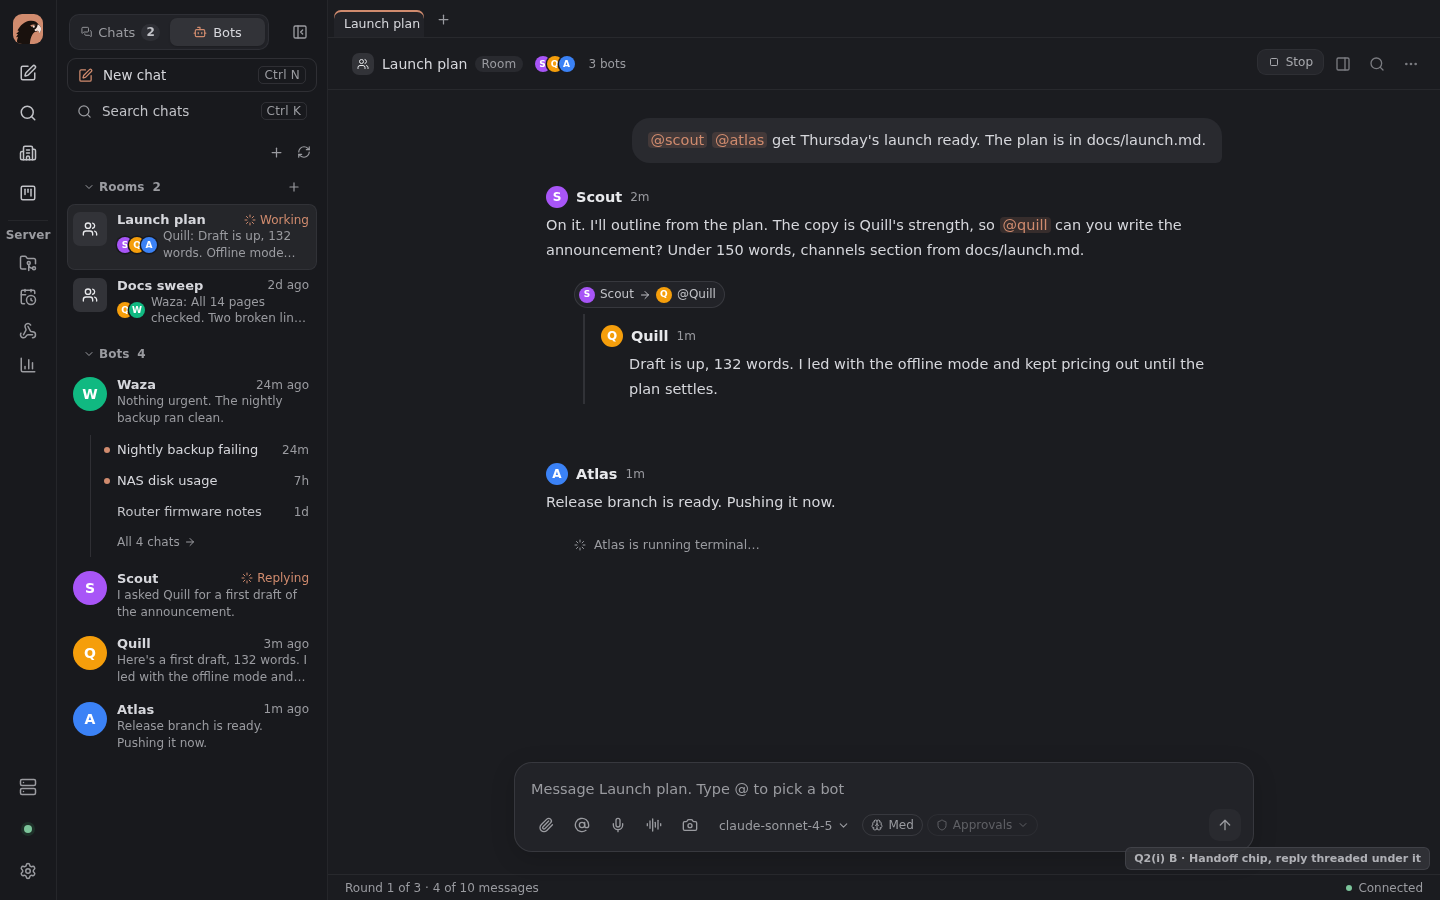 Chats 2
Bots
New chat
Ctrl N
Search chats
Ctrl K
Rooms 2
Launch plan
Working
S Q A
Quill: Draft is up, 132
words. Offline mode…
Docs sweep
2d ago
Q W
Waza: All 14 pages
checked. Two broken lin…
Bots 4
W
Waza
24m ago
Nothing urgent. The nightly
backup ran clean.
Nightly backup failing
24m
NAS disk usage
7h
Router firmware notes
1d
All 4 chats →
S
Scout
Replying
I asked Quill for a first draft of
the announcement.
Q
Quill
3m ago
Here's a first draft, 132 words. I
led with the offline mode and…
A
Atlas
1m ago
Release branch is ready.
Pushing it now.
Server
Launch plan
Launch plan
Room
S Q A
3 bots
Stop
@scout @atlas get Thursday's launch ready. The plan is in docs/launch.md.
S
Scout 2m
On it. I'll outline from the plan. The copy is Quill's strength, so @quill can you write the
announcement? Under 150 words, channels section from docs/launch.md.
S Scout → Q @Quill
Q
Quill 1m
Draft is up, 132 words. I led with the offline mode and kept pricing out until the
plan settles.
A
Atlas 1m
Release branch is ready. Pushing it now.
Atlas is running terminal…
Message Launch plan. Type @ to pick a bot
claude-sonnet-4-5
Med
Approvals
Q2(i) B · Handoff chip, reply threaded under it
Round 1 of 3 · 4 of 10 messages
Connected